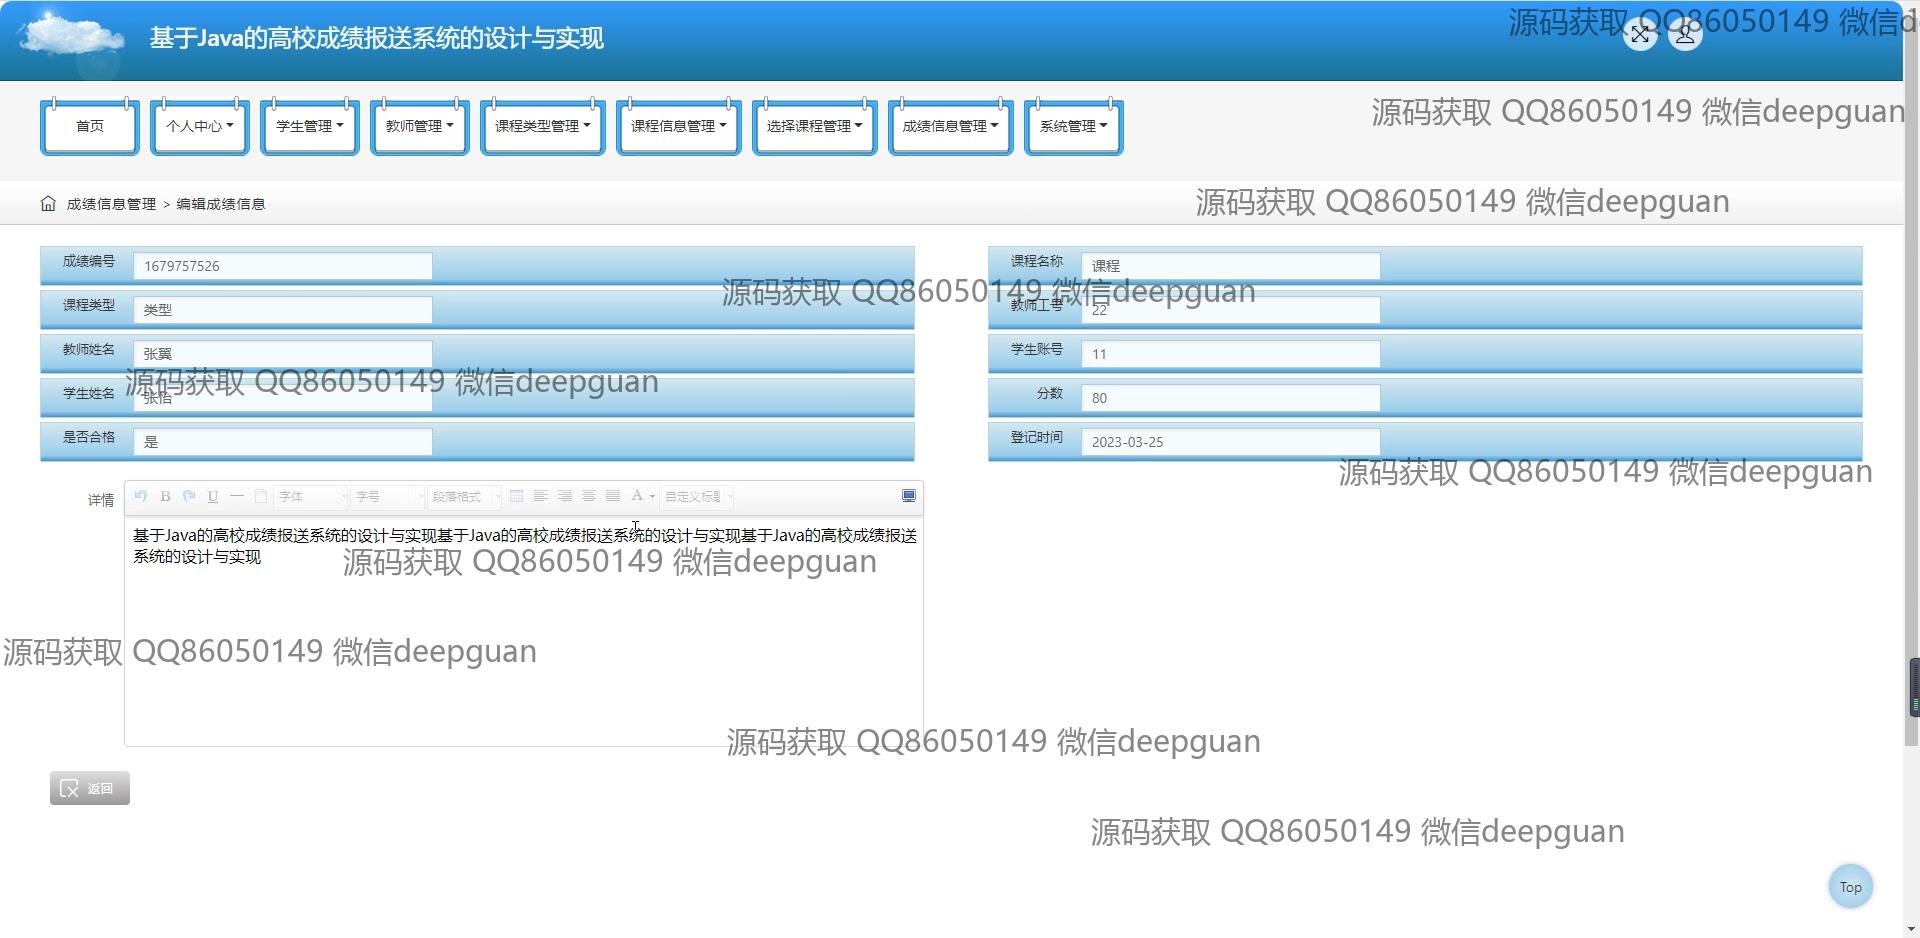 基于Java的高校成绩报送系统的设计与实现
源码获取 QQ86050149 微信d
首页 个人中心 学生管理 教师管理 课程类型管理 课程信息管理 选择课程管理 成绩信息管理 系统管理
源码获取 QQ86050149 微信deepguan
成绩信息管理 > 编辑成绩信息
源码获取 QQ86050149 微信deepguan
成绩编号 1679757526 课程名称 课程
源码获取 QQ86050149 微信deepguan
课程类型 类型 教师工号 22
教师姓名 张翼 学生账号 11
源码获取 QQ86050149 微信deepguan
学生姓名 张怡 分数 80
是否合格 是 登记时间 2023-03-25
源码获取 QQ86050149 微信deepguan
详情 B U 字体 字号 段落格式 A 自定义标题
基于Java的高校成绩报送系统的设计与实现基于Java的高校成绩报送系统的设计与实现基于Java的高校成绩报送
系统的设计与实现
源码获取 QQ86050149 微信deepguan
源码获取 QQ86050149 微信deepguan
源码获取 QQ86050149 微信deepguan
返回
源码获取 QQ86050149 微信deepguan
Top